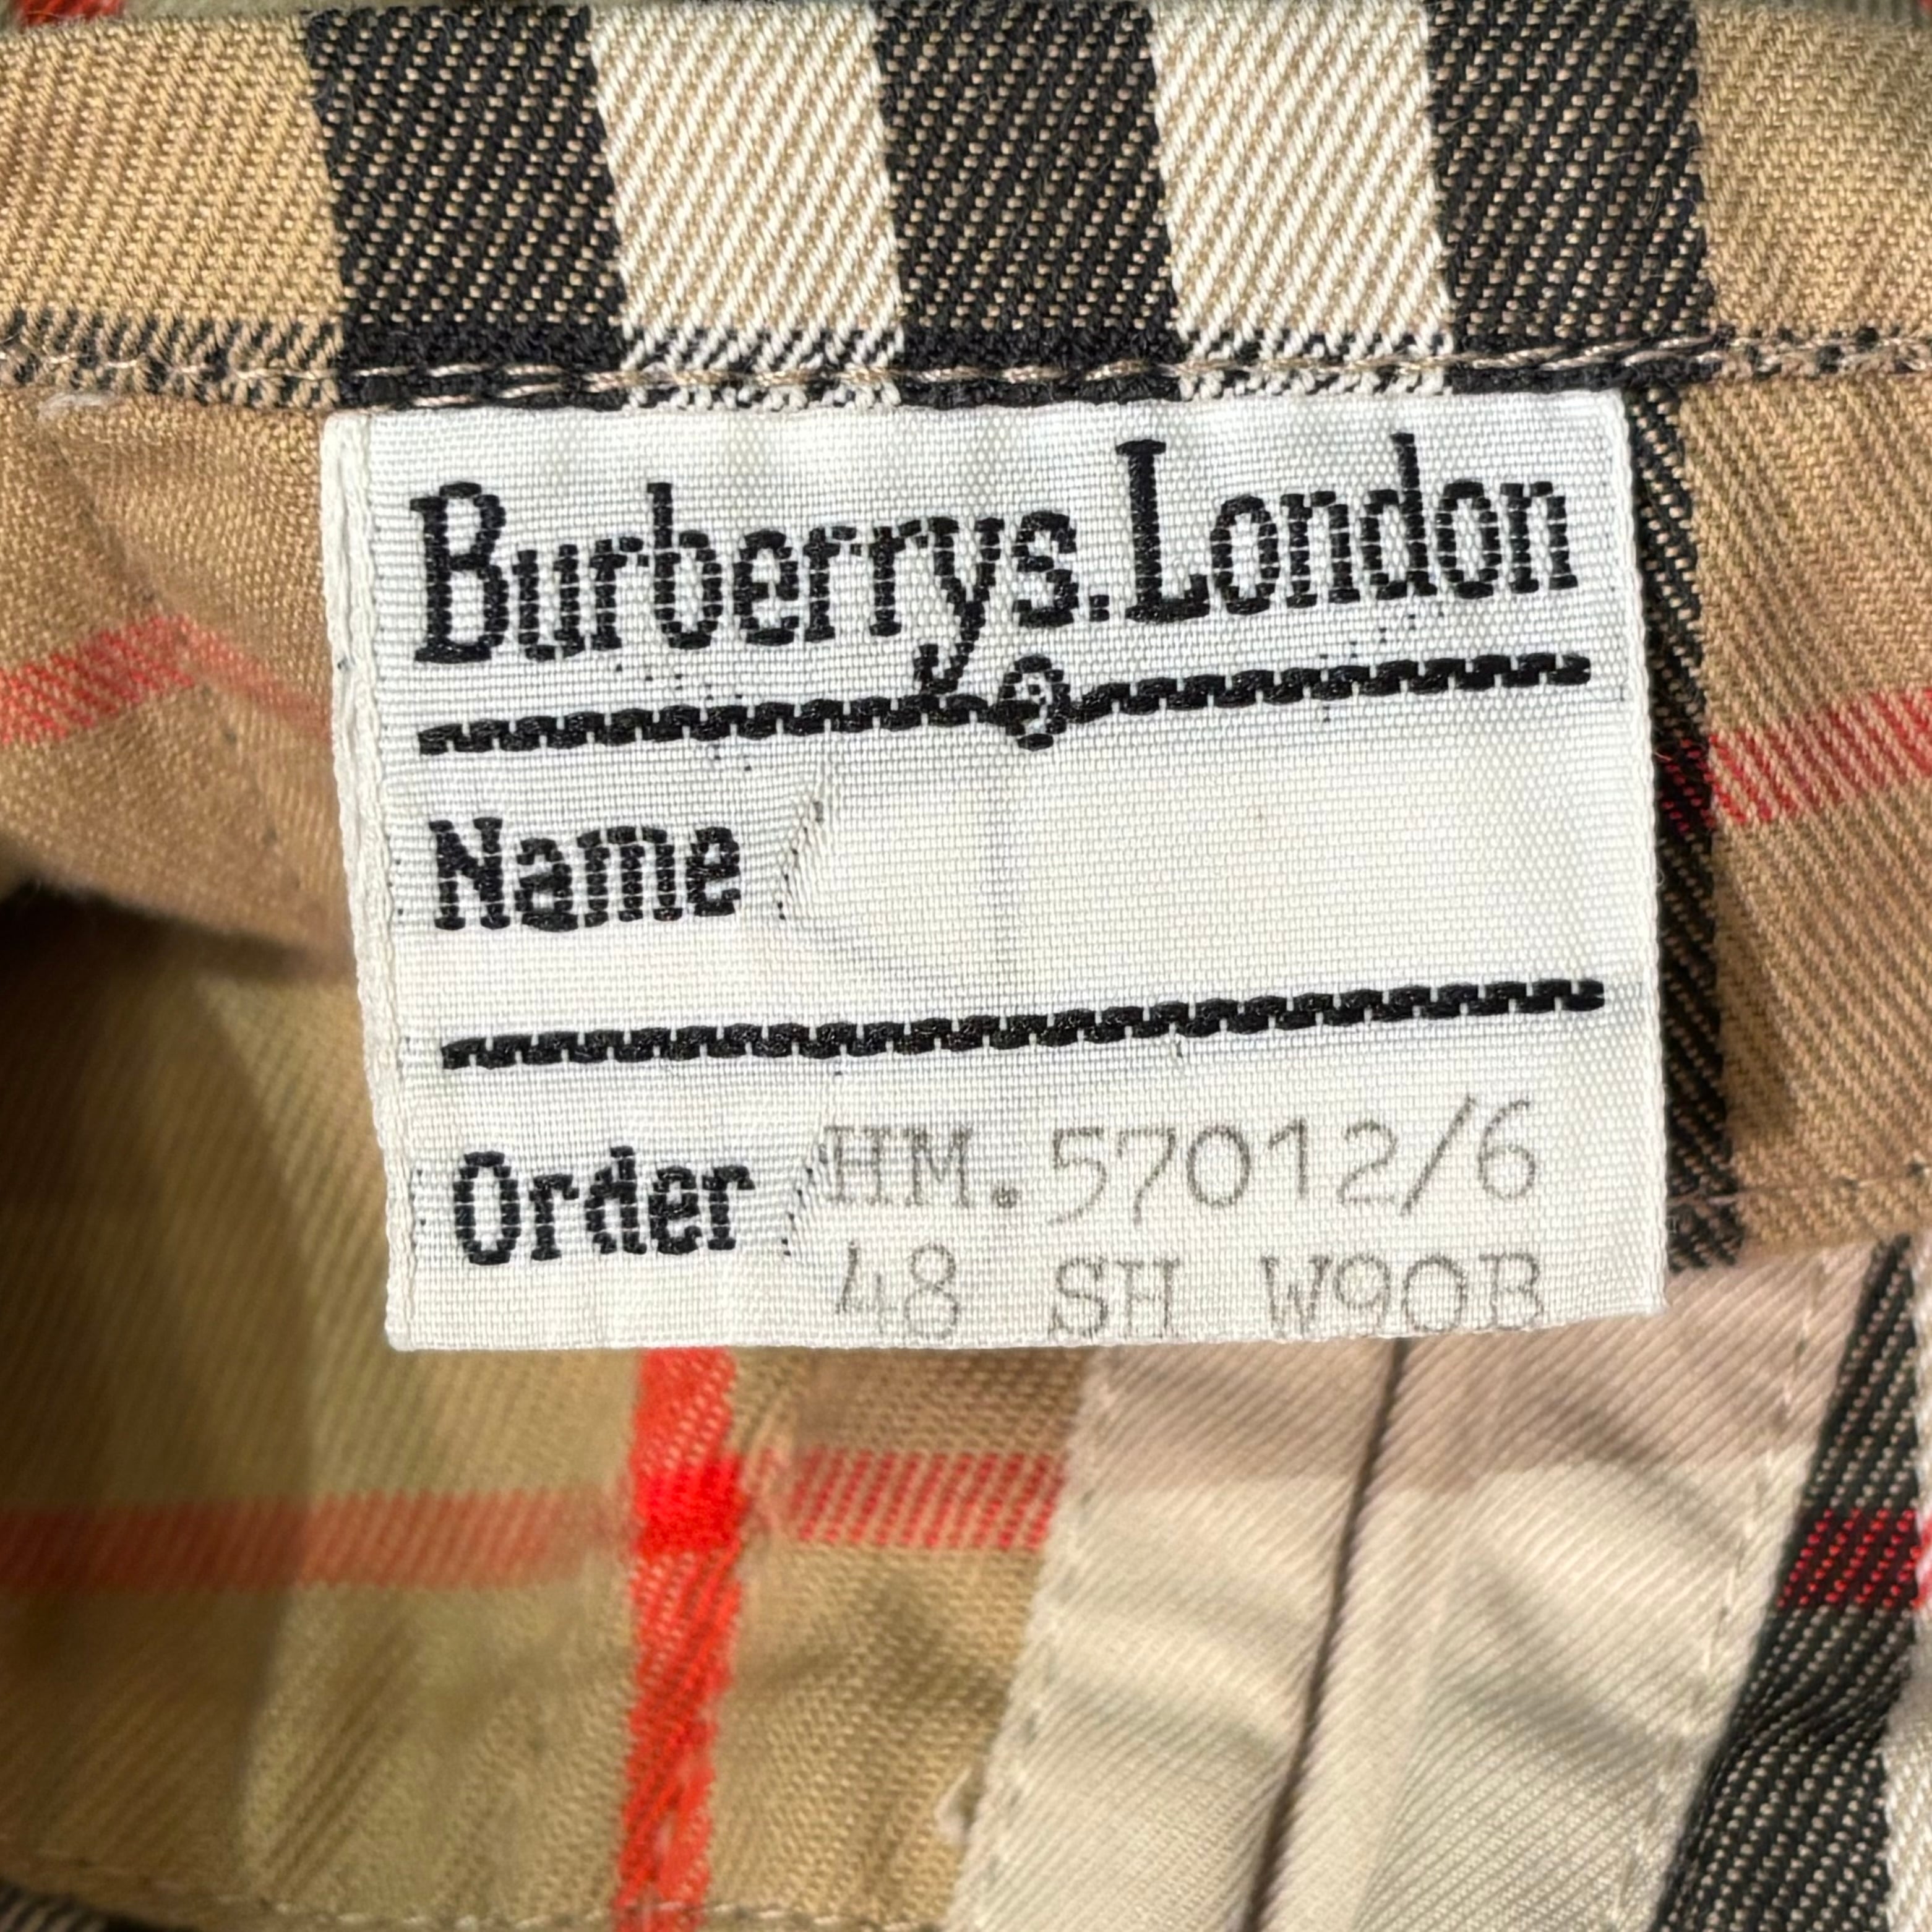 Burberrys.London
Name
Order HM.57012/6
48 SH W90B